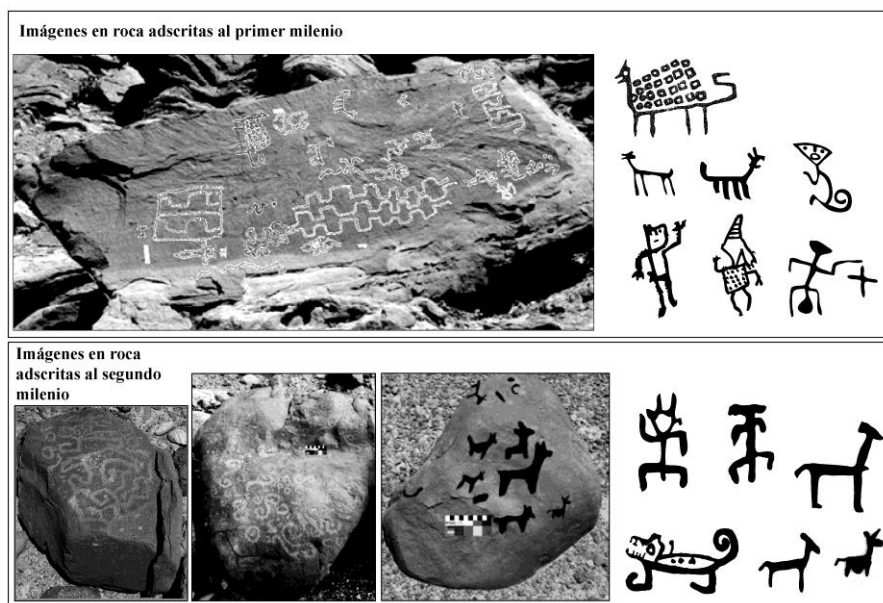 Imágenes en roca adscritas al primer milenio
Imágenes en roca
adscritas al segundo
milenio